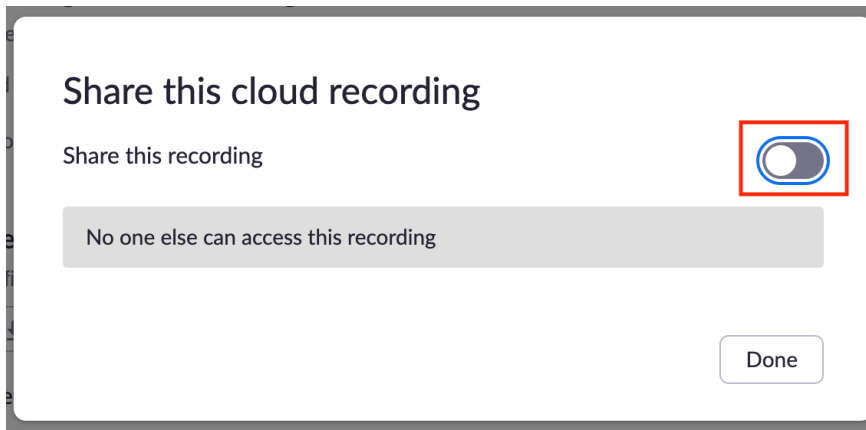 Share this cloud recording
Share this recording
No one else can access this recording
Done